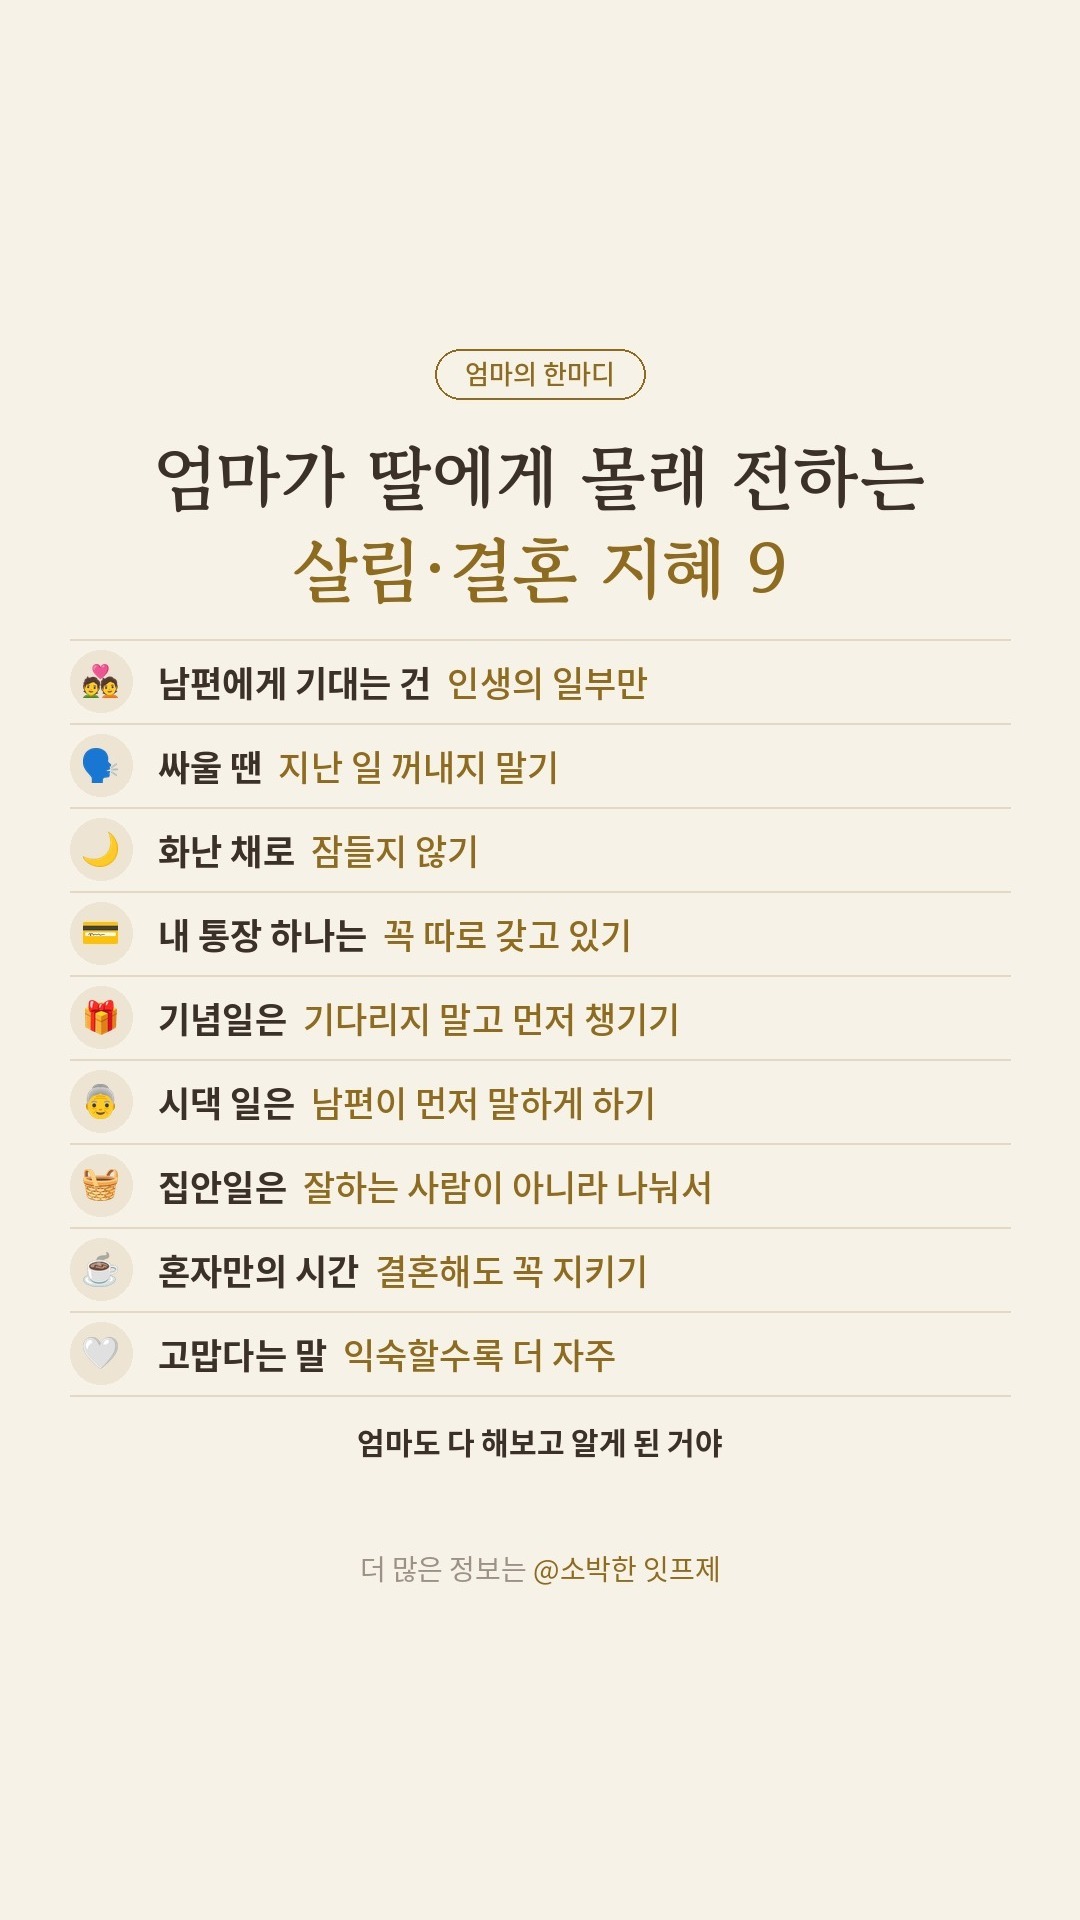 엄마의 한마디
엄마가 딸에게 몰래 전하는
살림·결혼 지혜 9
남편에게 기대는 건 인생의 일부만
싸울 땐 지난 일 꺼내지 말기
화난 채로 잠들지 않기
내 통장 하나는 꼭 따로 갖고 있기
기념일은 기다리지 말고 먼저 챙기기
시댁 일은 남편이 먼저 말하게 하기
집안일은 잘하는 사람이 아니라 나눠서
혼자만의 시간 결혼해도 꼭 지키기
고맙다는 말 익숙할수록 더 자주
엄마도 다 해보고 알게 된 거야
더 많은 정보는 @소박한 잇프제